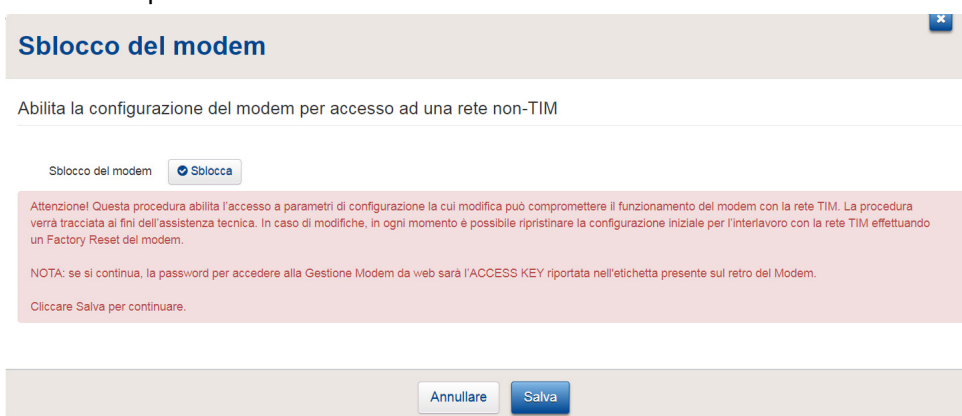 Sblocco del modem
Abilita la configurazione del modem per accesso ad una rete non-TIM
Sblocco del modem Sblocca
Attenzione! Questa procedura abilita l'accesso a parametri di configurazione la cui modifica può compromettere il funzionamento del modem con la rete TIM. La procedura
verrà tracciata ai fini dell'assistenza tecnica. In caso di modifiche, in ogni momento è possibile ripristinare la configurazione iniziale per l'interlavoro con la rete TIM effettuando
un Factory Reset del modem.
NOTA: se si continua, la password per accedere alla Gestione Modem da web sarà l'ACCESS KEY riportata nell'etichetta presente sul retro del Modem.
Cliccare Salva per continuare.
Annullare Salva